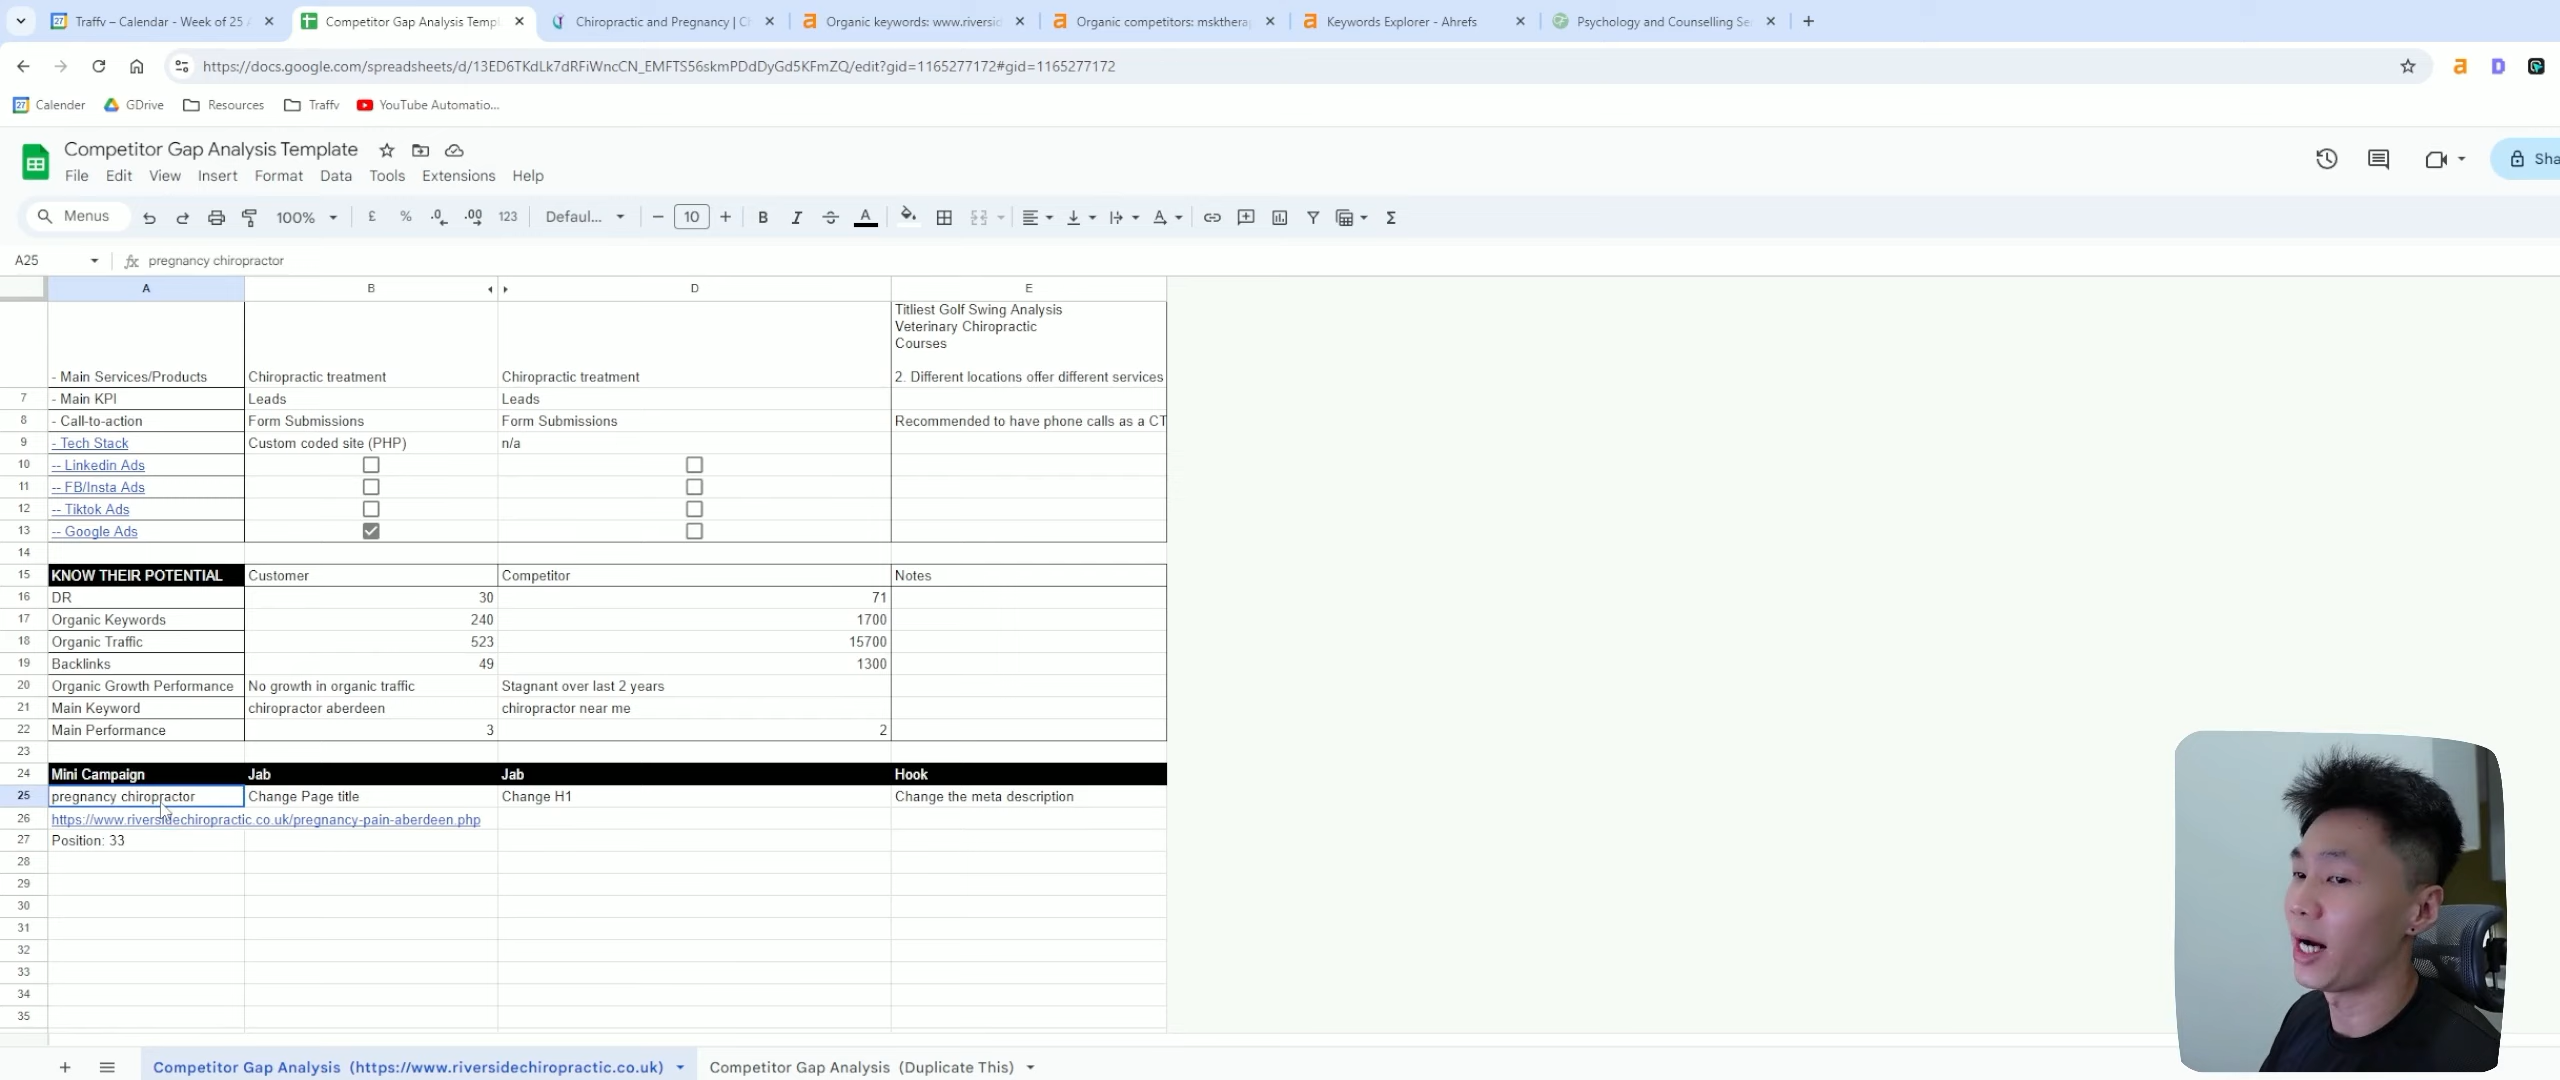 Traffv – Calendar - Week of 25 A
Competitor Gap Analysis Templ
Chiropractic and Pregnancy | Ch
Organic keywords: www.riversid
Organic competitors: msktherap
Keywords Explorer - Ahrefs
Psychology and Counselling Se
https://docs.google.com/spreadsheets/d/13ED6TKdLk7dRFiWncCN_EMFTS56skmPDdDyGd5KFmZQ/edit?gid=1165277172#gid=1165277172
Calender GDrive Resources Traffv YouTube Automatio...
Competitor Gap Analysis Template
File Edit View Insert Format Data Tools Extensions Help
Sha
Menus 100% £ % .0 .00 123 Defaul... 10 B I A Σ
A25 fx pregnancy chiropractor
A B D E
Titliest Golf Swing Analysis
Veterinary Chiropractic
Courses
- Main Services/Products Chiropractic treatment Chiropractic treatment 2. Different locations offer different services
7 - Main KPI Leads Leads
8 - Call-to-action Form Submissions Form Submissions Recommended to have phone calls as a CT
9 - Tech Stack Custom coded site (PHP) n/a
10 -- Linkedin Ads
11 -- FB/Insta Ads
12 -- Tiktok Ads
13 -- Google Ads
14
15 KNOW THEIR POTENTIAL Customer Competitor Notes
16 DR 30 71
17 Organic Keywords 240 1700
18 Organic Traffic 523 15700
19 Backlinks 49 1300
20 Organic Growth Performance No growth in organic traffic Stagnant over last 2 years
21 Main Keyword chiropractor aberdeen chiropractor near me
22 Main Performance 3 2
23
24 Mini Campaign Jab Jab Hook
25 pregnancy chiropractor Change Page title Change H1 Change the meta description
26 https://www.riversidechiropractic.co.uk/pregnancy-pain-aberdeen.php
27 Position: 33
28
29
30
31
32
33
34
35
Competitor Gap Analysis (https://www.riversidechiropractic.co.uk) Competitor Gap Analysis (Duplicate This)